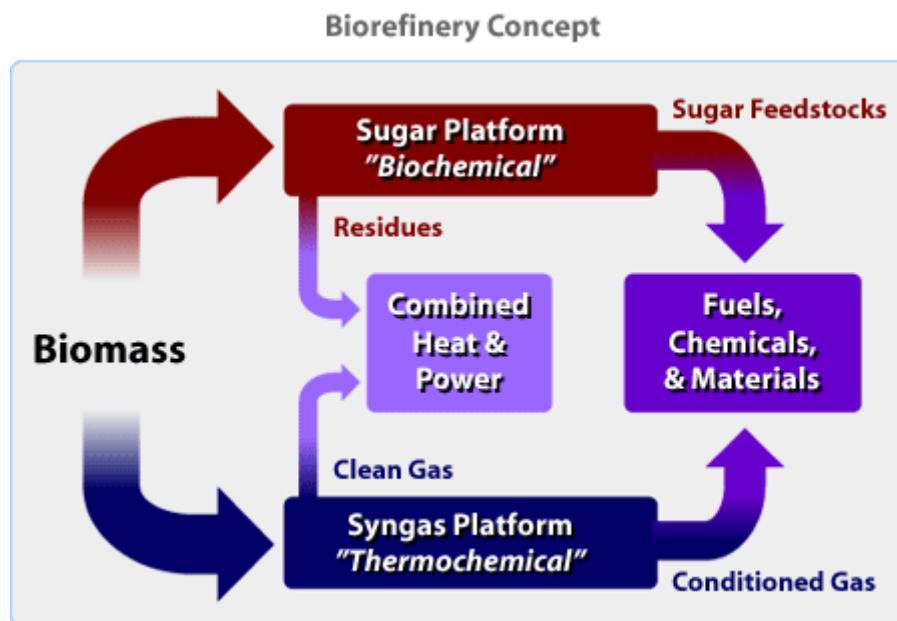 Biorefinery Concept
Sugar Feedstocks
Sugar Platform
”Biochemical”
Residues
Combined
Heat &
Power
Fuels,
Chemicals,
& Materials
Biomass
Clean Gas
Syngas Platform
”Thermochemical”
Conditioned Gas